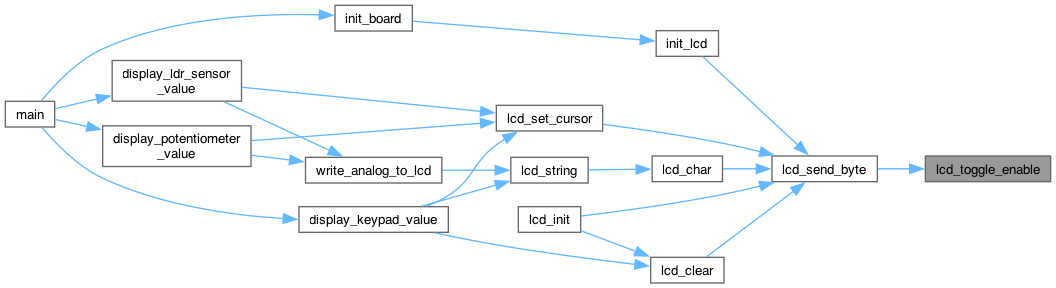 init_board
init_lcd
display_ldr_sensor
_value
main
lcd_set_cursor
display_potentiometer
_value
write_analog_to_lcd
lcd_string
lcd_char
lcd_send_byte
lcd_toggle_enable
display_keypad_value
lcd_init
lcd_clear